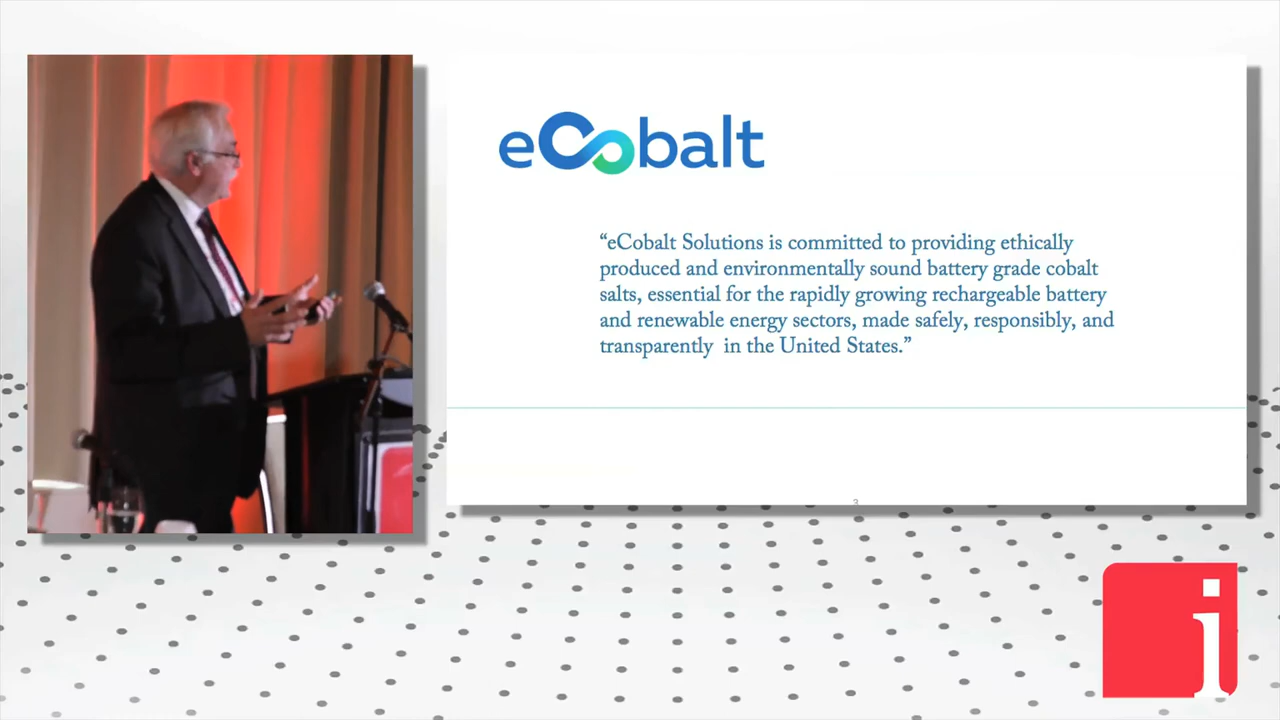 eCobalt
“eCobalt Solutions is committed to providing ethically
produced and environmentally sound battery grade cobalt
salts, essential for the rapidly growing rechargeable battery
and renewable energy sectors, made safely, responsibly, and
transparently  in the United States.”
3
i